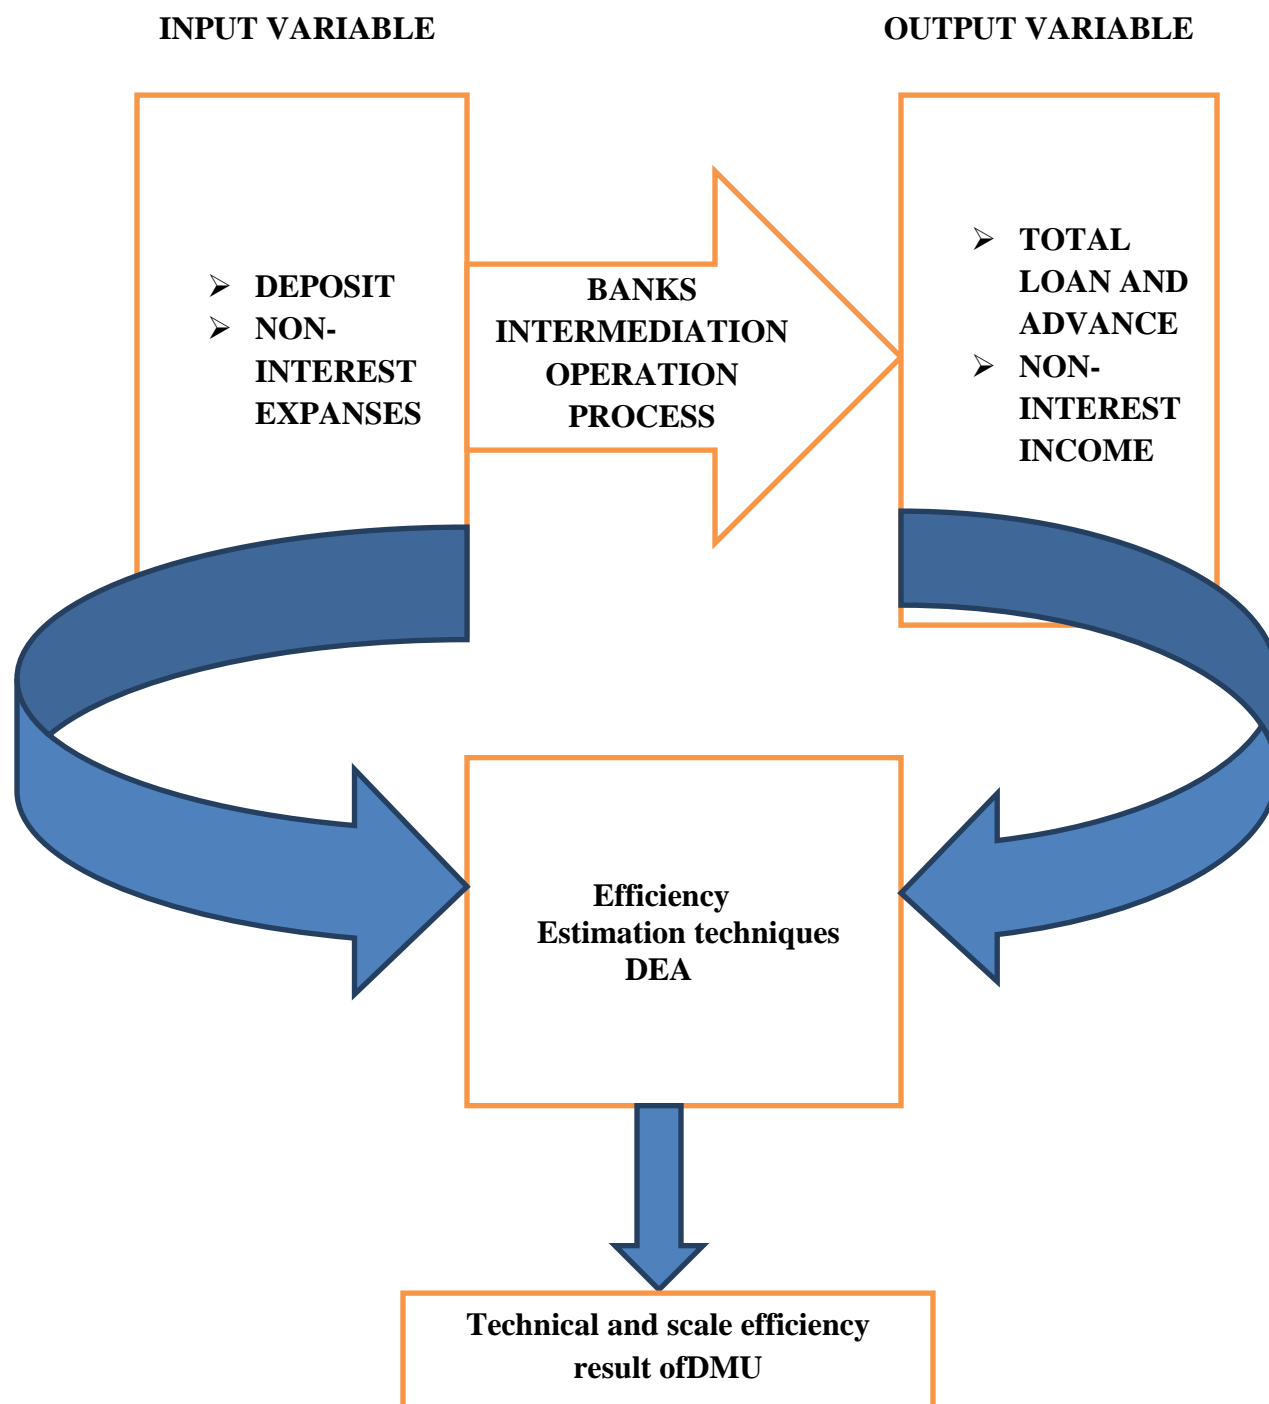 INPUT VARIABLE
OUTPUT VARIABLE
➢ DEPOSIT
➢ NON-
INTEREST
EXPANSES
BANKS
INTERMEDIATION
OPERATION
PROCESS
➢ TOTAL
LOAN AND
ADVANCE
➢ NON-
INTEREST
INCOME
Efficiency
Estimation techniques
DEA
Technical and scale efficiency
result ofDMU